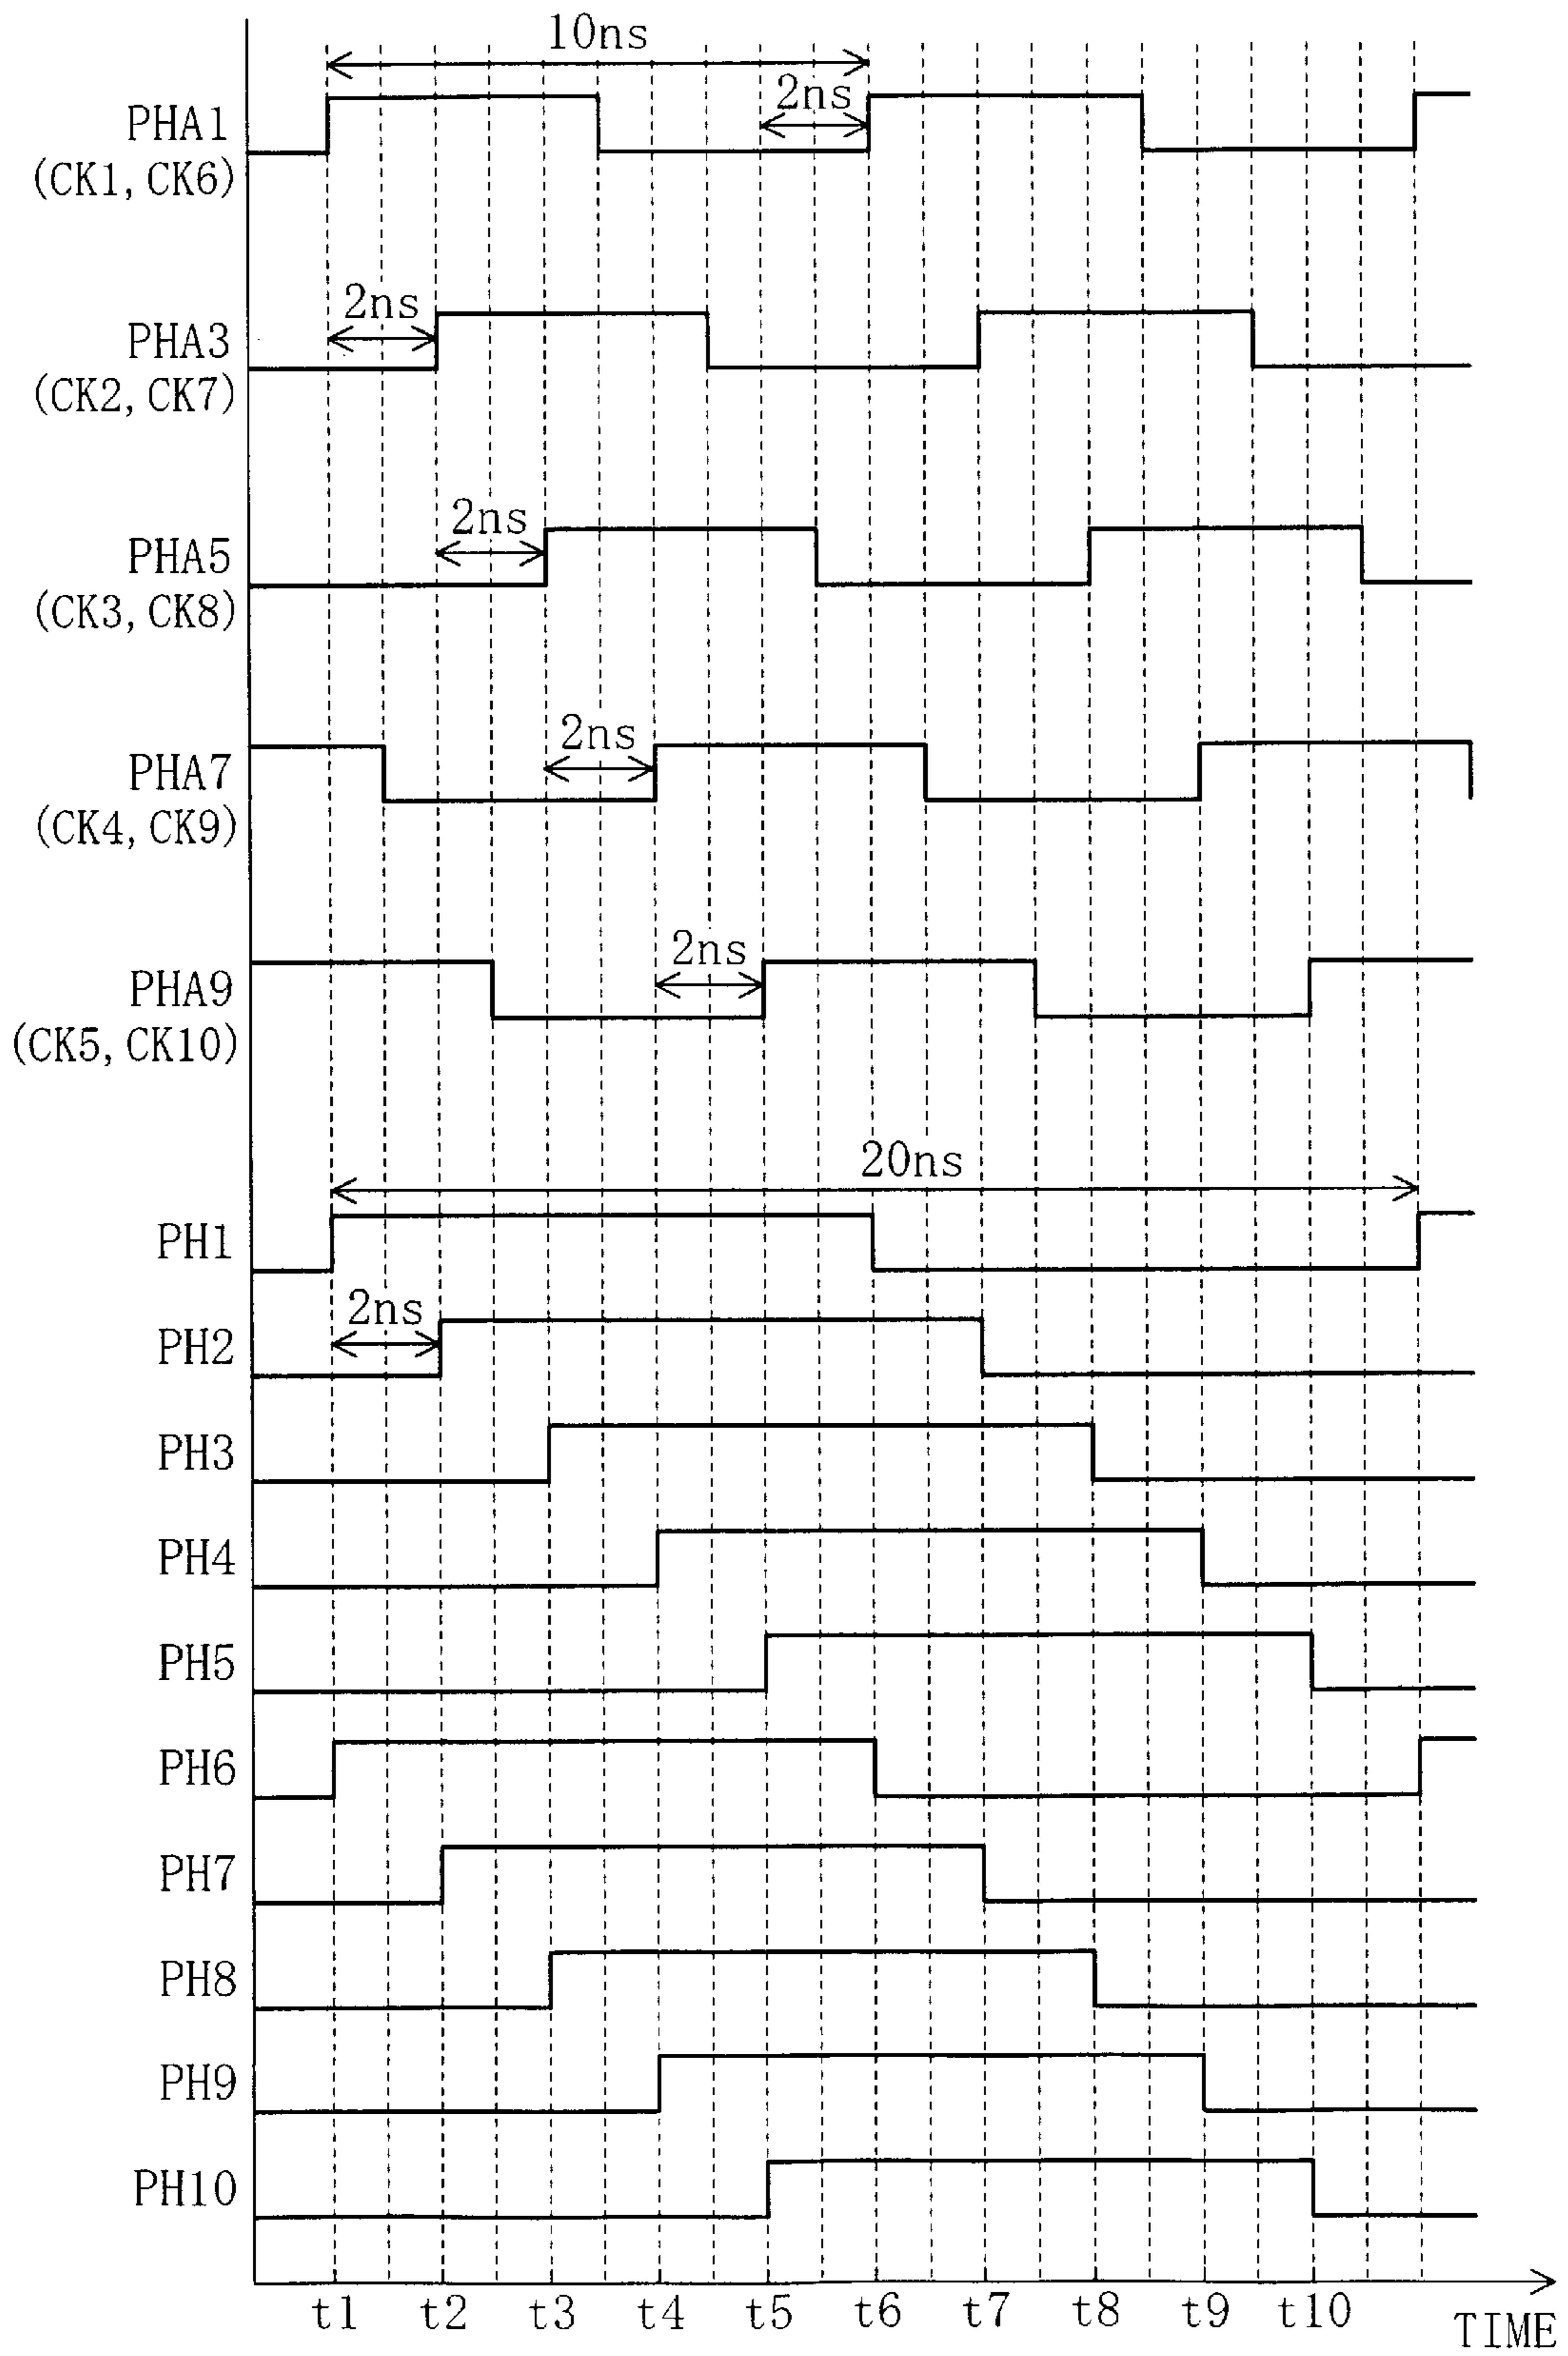 10ns
2ns
PHA1
(CK1, CK6)
2ns
PHA3
(CK2, CK7)
2ns
PHA5
(CK3, CK8)
2ns
PHA7
(CK4, CK9)
2ns
PHA9
(CK5, CK10)
20ns
PH1
2ns
PH2
PH3
PH4
PH5
PH6
PH7
PH8
PH9
PH10
t1 t2 t3 t4 t5 t6 t7 t8 t9 t10
TIME